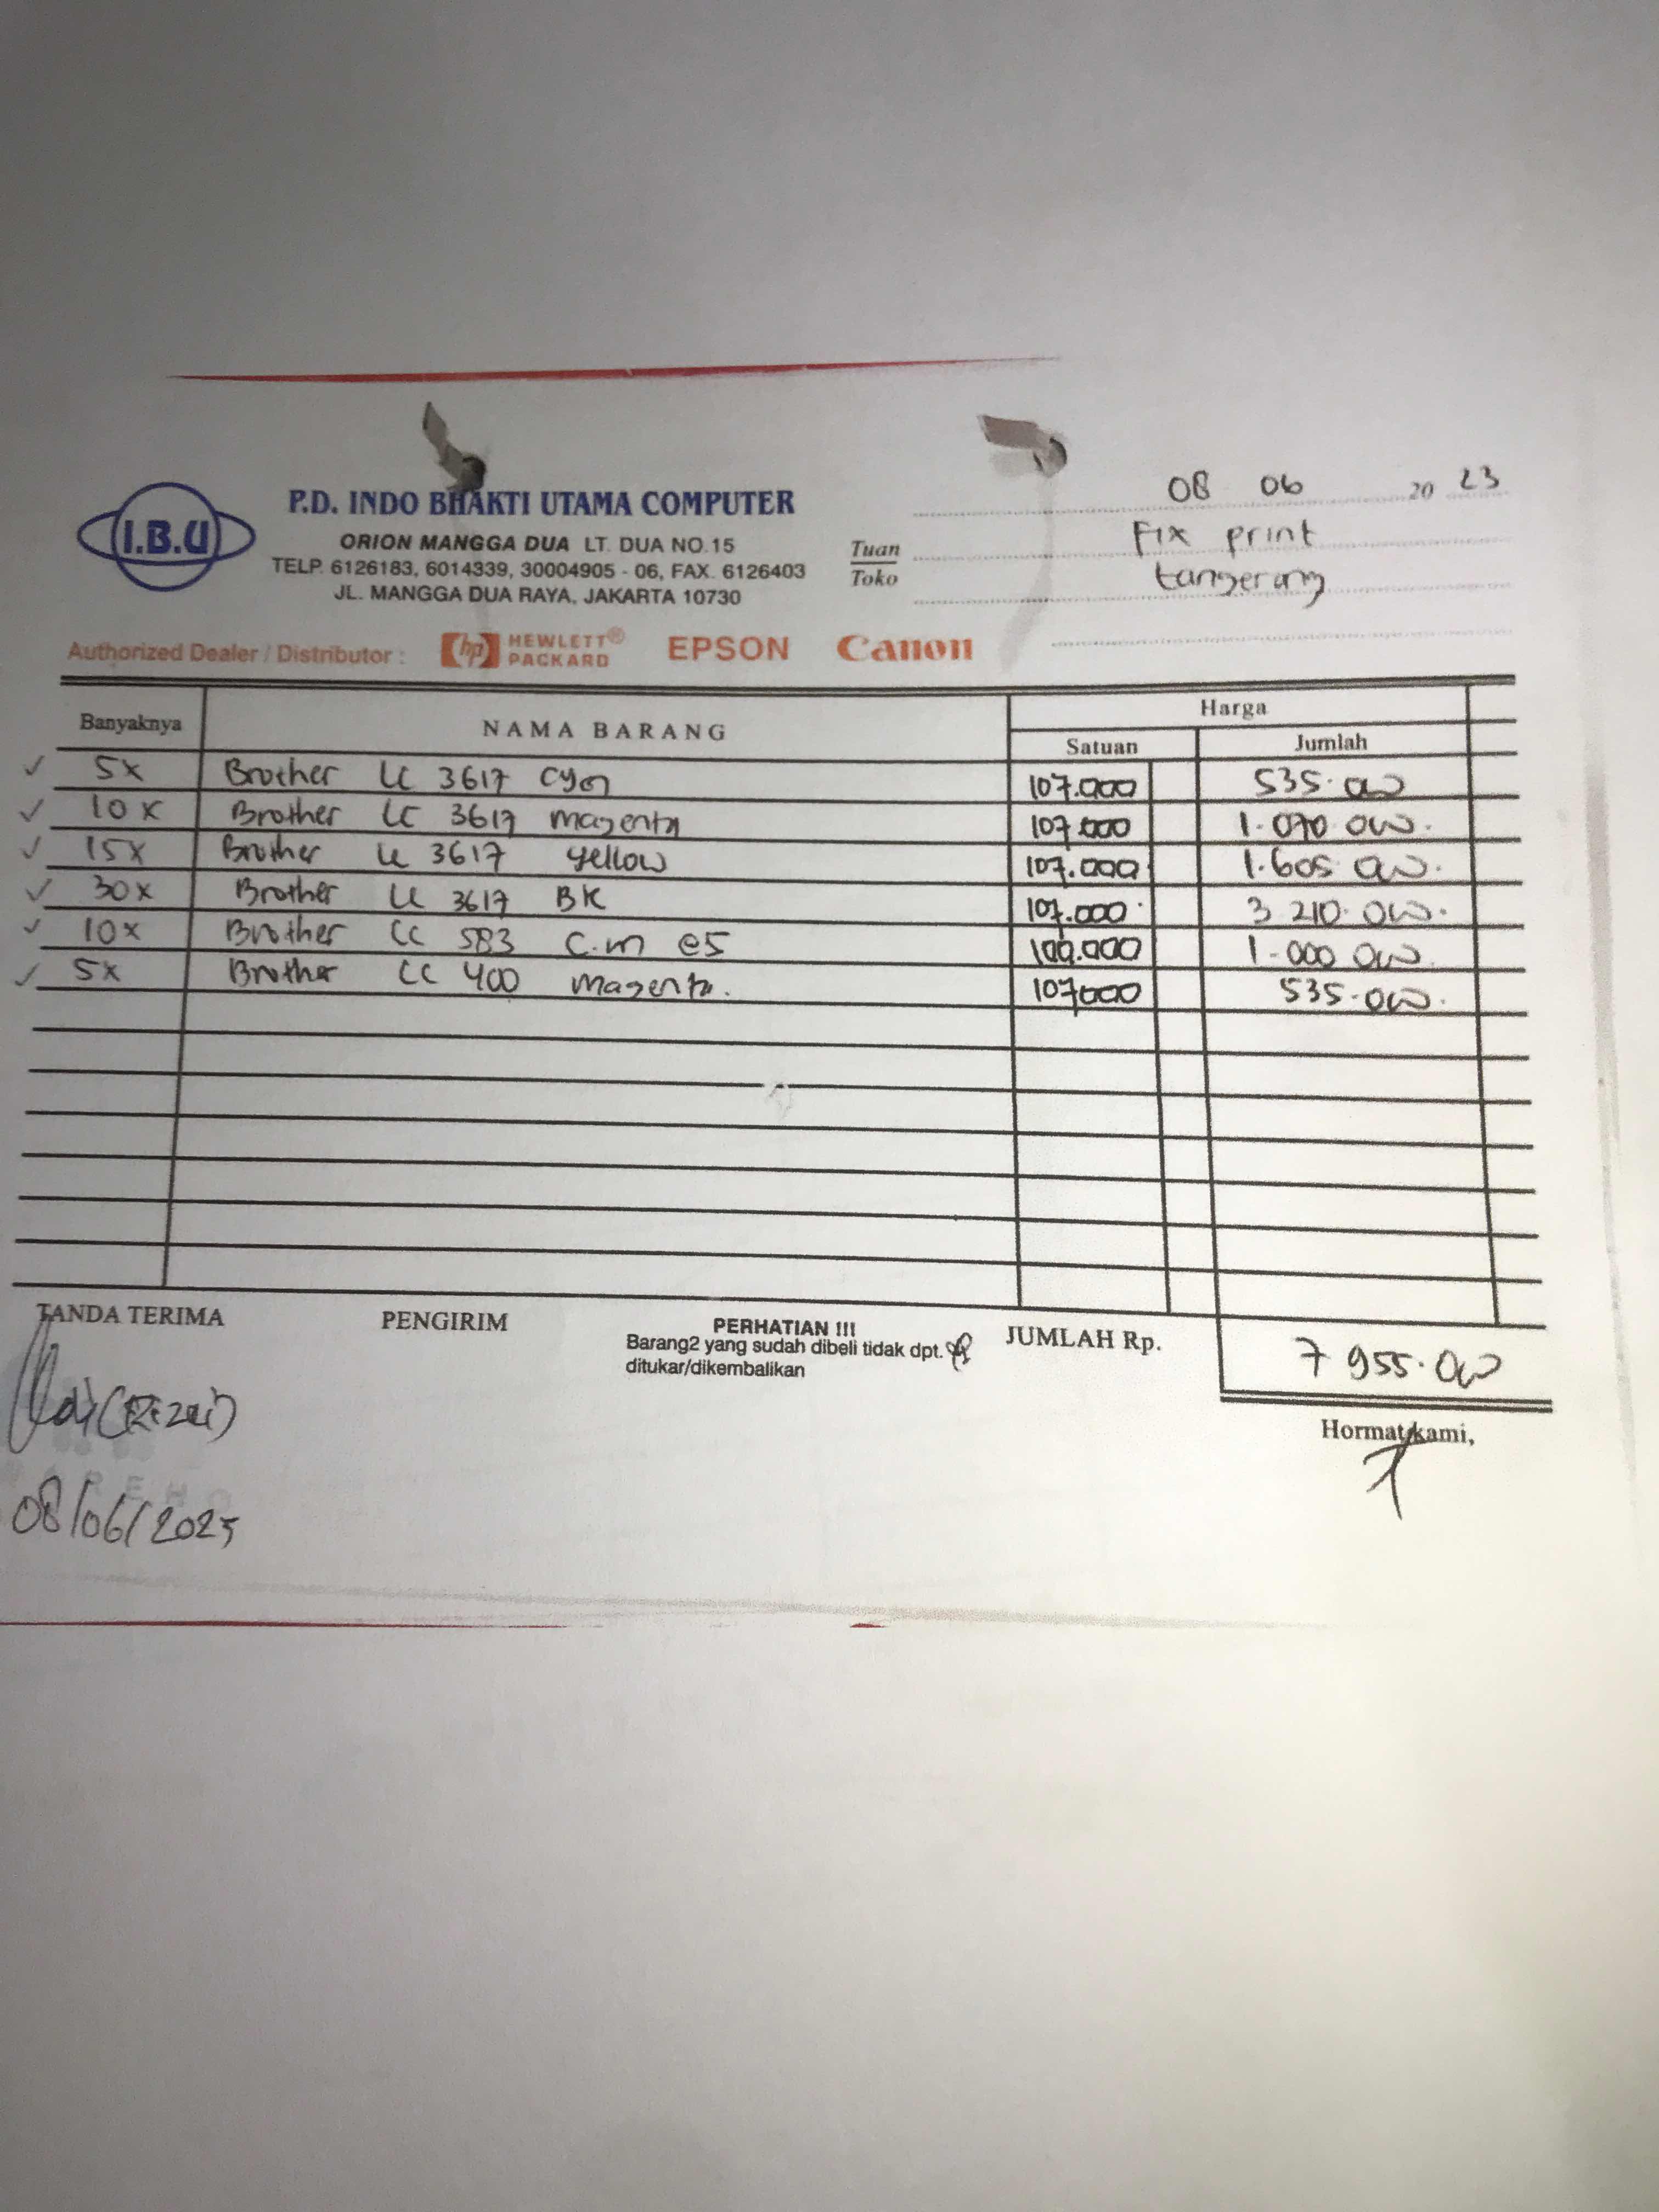 I.B.U
P.D. INDO BHAKTI UTAMA COMPUTER
ORION MANGGA DUA LT. DUA NO.15
TELP. 6126183, 6014339, 30004905 - 06, FAX. 6126403
JL. MANGGA DUA RAYA, JAKARTA 10730
08 06 20 23
Tuan Toko
Fix print
tangerang
Authorized Dealer / Distributor : hp HEWLETT® PACKARD EPSON Canon
Banyaknya NAMA BARANG Harga
Satuan Jumlah
5x Brother LC 3617 Cyan 107.000 535.000
10x Brother LC 3617 magenta 107.000 1.070 000.
15x Brother LC 3617 yellow 107.000 1.605 000.
30x Brother LC 3617 BK 107.000 3 210.000.
10x Brother LC 583 C.m @5 100.000 1.000 000.
5x Brother LC 400 magenta. 107000 535.000.
TANDA TERIMA PENGIRIM PERHATIAN !!! JUMLAH Rp. 7 955.000
Barang2 yang sudah dibeli tidak dpt.
ditukar/dikembalikan
Hormat kami,
08/06/2023